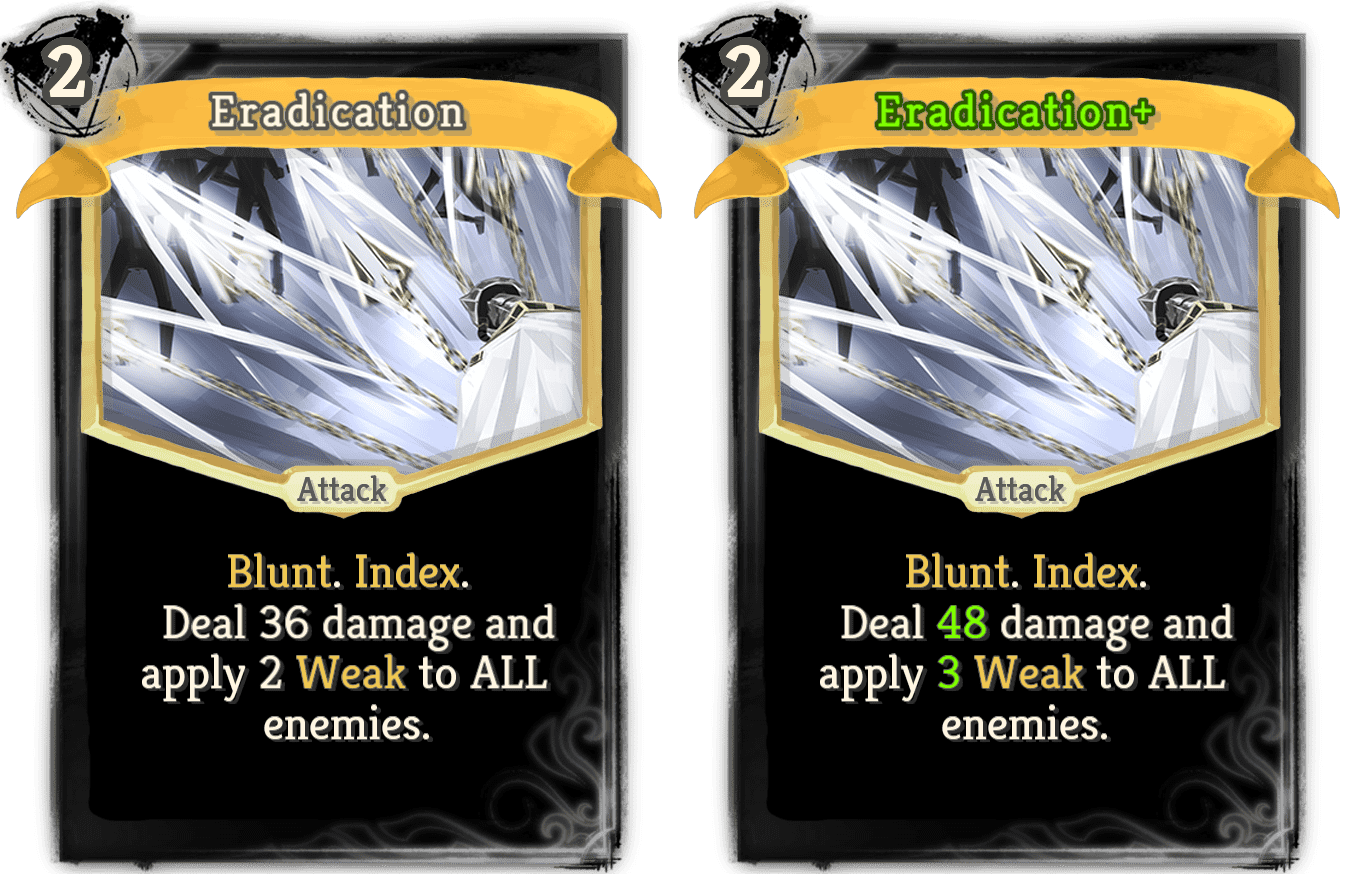 2
Eradication
Attack
Blunt. Index.
Deal 36 damage and
apply 2 Weak to ALL
enemies.
2
Eradication+
Attack
Blunt. Index.
Deal 48 damage and
apply 3 Weak to ALL
enemies.